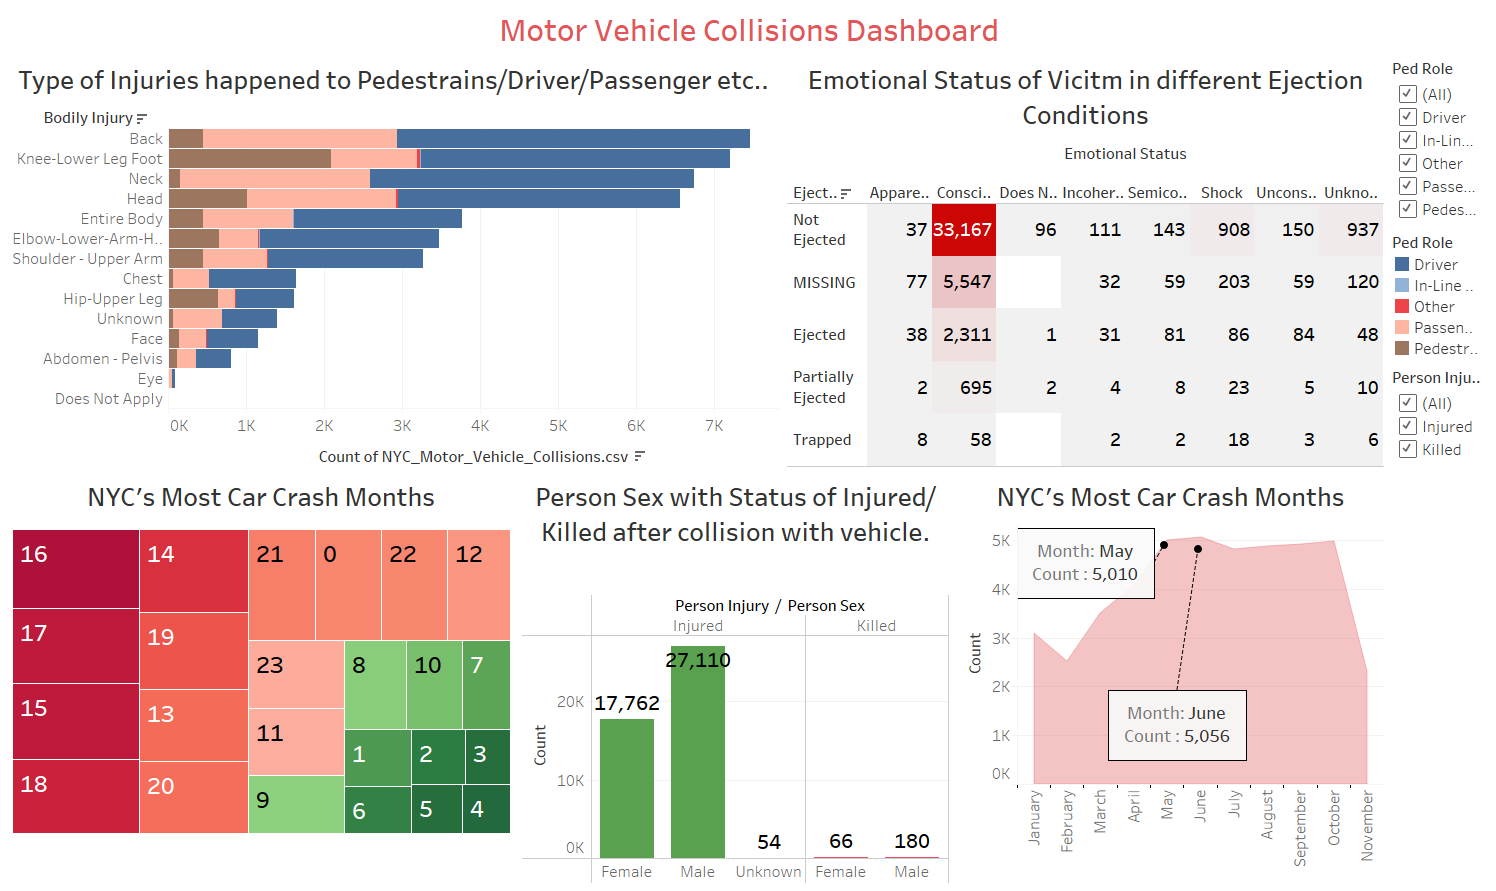 Motor Vehicle Collisions Dashboard
Type of Injuries happened to Pedestrains/Driver/Passenger etc..
Bodily Injury
Back
Knee-Lower Leg Foot
Neck
Head
Entire Body
Elbow-Lower-Arm-H..
Shoulder - Upper Arm
Chest
Hip-Upper Leg
Unknown
Face
Abdomen - Pelvis
Eye
Does Not Apply
0K 1K 2K 3K 4K 5K 6K 7K
Count of NYC_Motor_Vehicle_Collisions.csv
Emotional Status of Vicitm in different Ejection
Conditions
Emotional Status
Eject.. Appare.. Consci.. Does N.. Incoher.. Semico.. Shock Uncons.. Unkno..
Not
Ejected
37 33,167 96 111 143 908 150 937
MISSING 77 5,547 32 59 203 59 120
Ejected 38 2,311 1 31 81 86 84 48
Partially
Ejected
2 695 2 4 8 23 5 10
Trapped 8 58 2 2 18 3 6
Ped Role
(All)
Driver
In-Lin...
Other
Passe...
Pedes...
Ped Role
Driver
In-Line ..
Other
Passen..
Pedestr..
Person Inju..
(All)
Injured
Killed
NYC's Most Car Crash Months
16 14 21 0 22 12
17 19 23 8 10 7
15 13 11 1 2 3
18 20 9 6 5 4
Person Sex with Status of Injured/
Killed after collision with vehicle.
Person Injury / Person Sex
Injured Killed
Count
20K
10K
0K
17,762 27,110 54 66 180
Female Male Unknown Female Male
NYC's Most Car Crash Months
Count
5K
4K
3K
2K
1K
0K
Month: May
Count : 5,010
Month: June
Count : 5,056
January
February
March
April
May
June
July
August
September
October
November